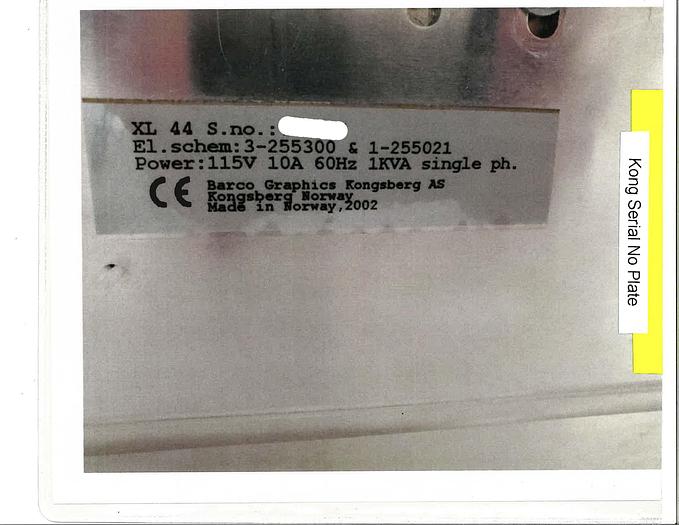 XL 44 S.no.:
El.schem:3-255300 & 1-255021
Power:115V 10A 60Hz 1KVA single ph.
CE
Barco Graphics Kongsberg AS
Kongsberg Norway
Made in Norway,2002
Kong Serial No Plate